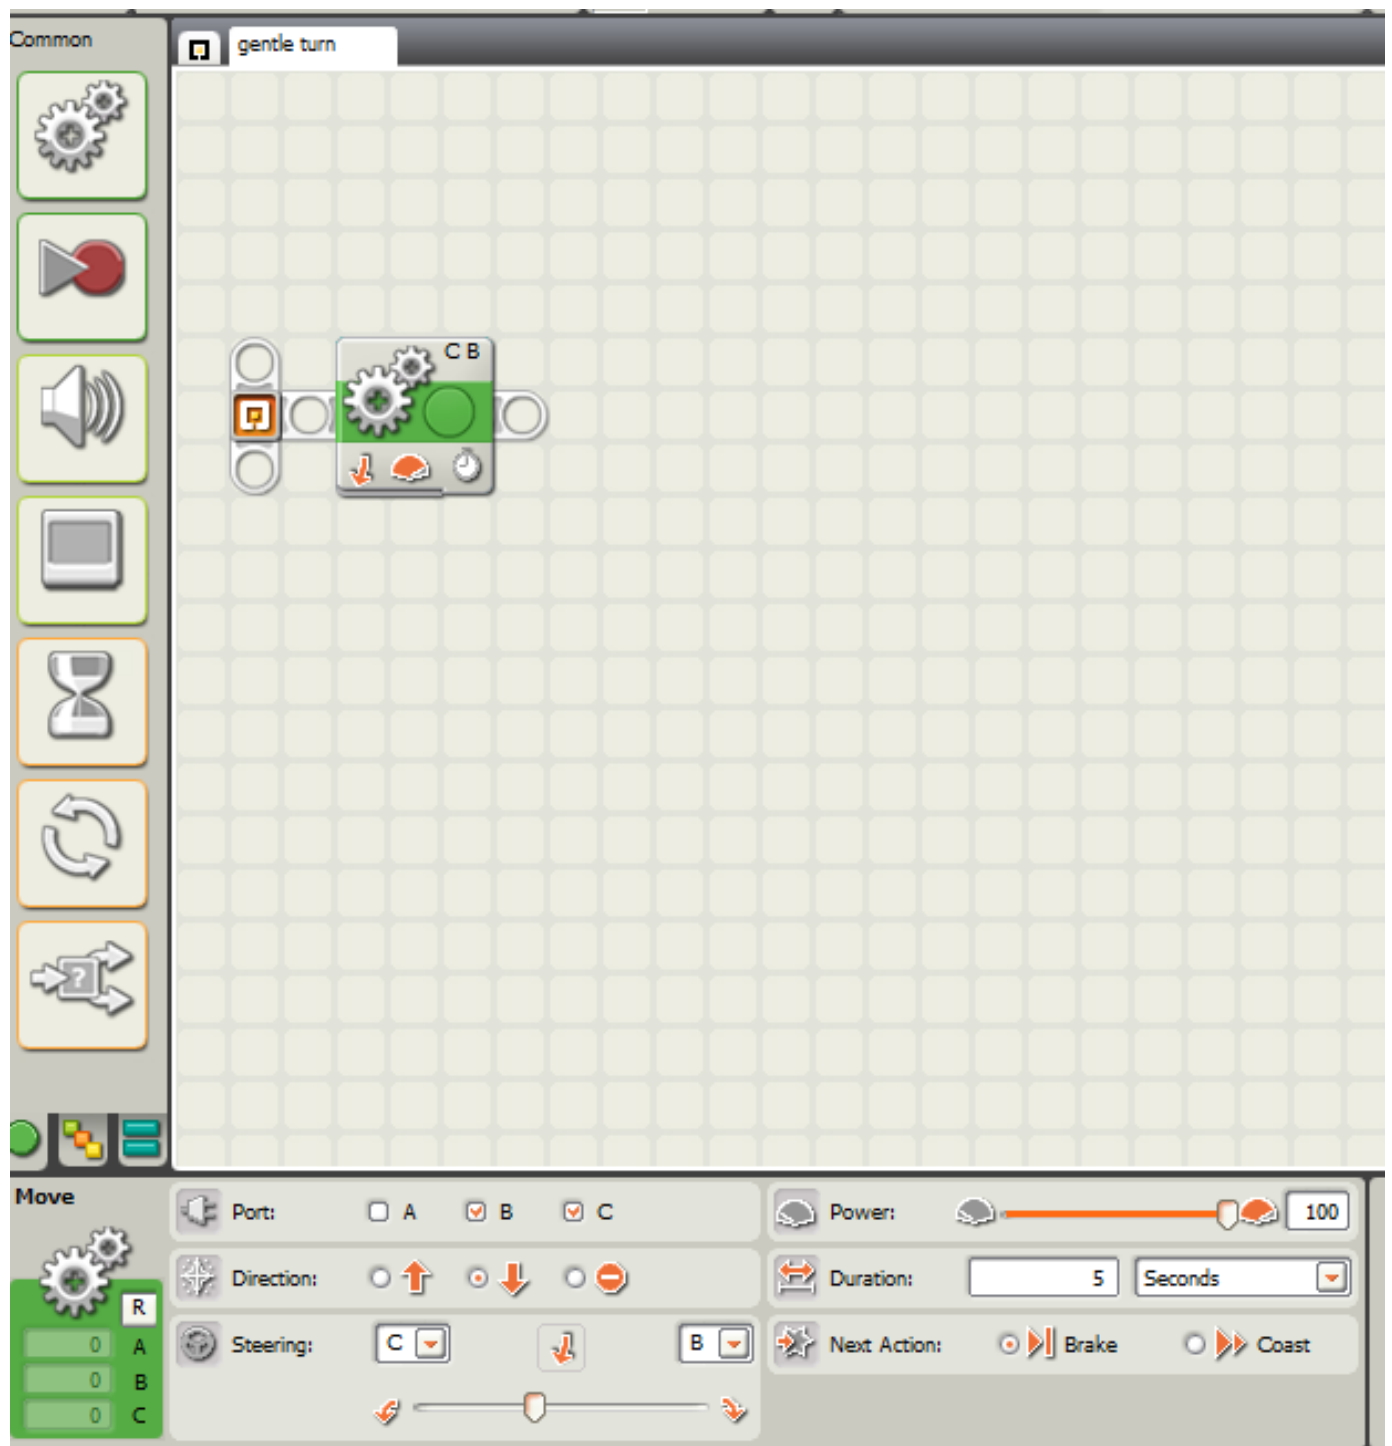 Common
gentle turn
C B
?
Move
R
0 A
0 B
0 C
Port: A B C
Direction:
Steering: C B
Power: 100
Duration: 5 Seconds
Next Action: Brake Coast